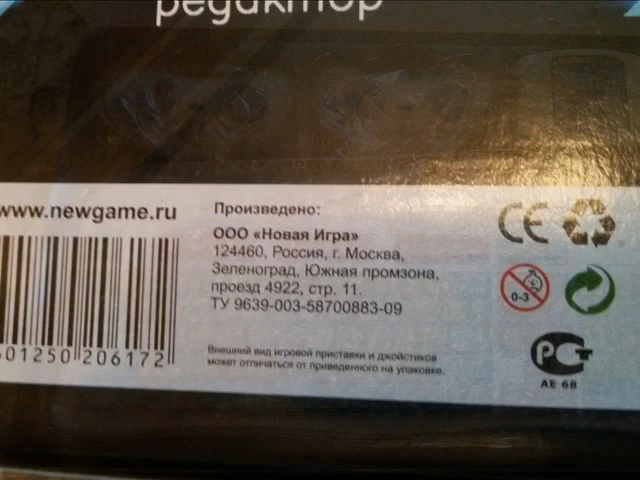 редактор
www.newgame.ru
Произведено:
ООО «Новая Игра»
124460, Россия, г. Москва,
Зеленоград, Южная промзона,
проезд 4922, стр. 11.
ТУ 9639-003-58700883-09
Внешний вид игровой приставки и джойстиков
может отличаться от приведенного на упаковке.
01250 206172
CE
0-3
РСТ
АЕ 68